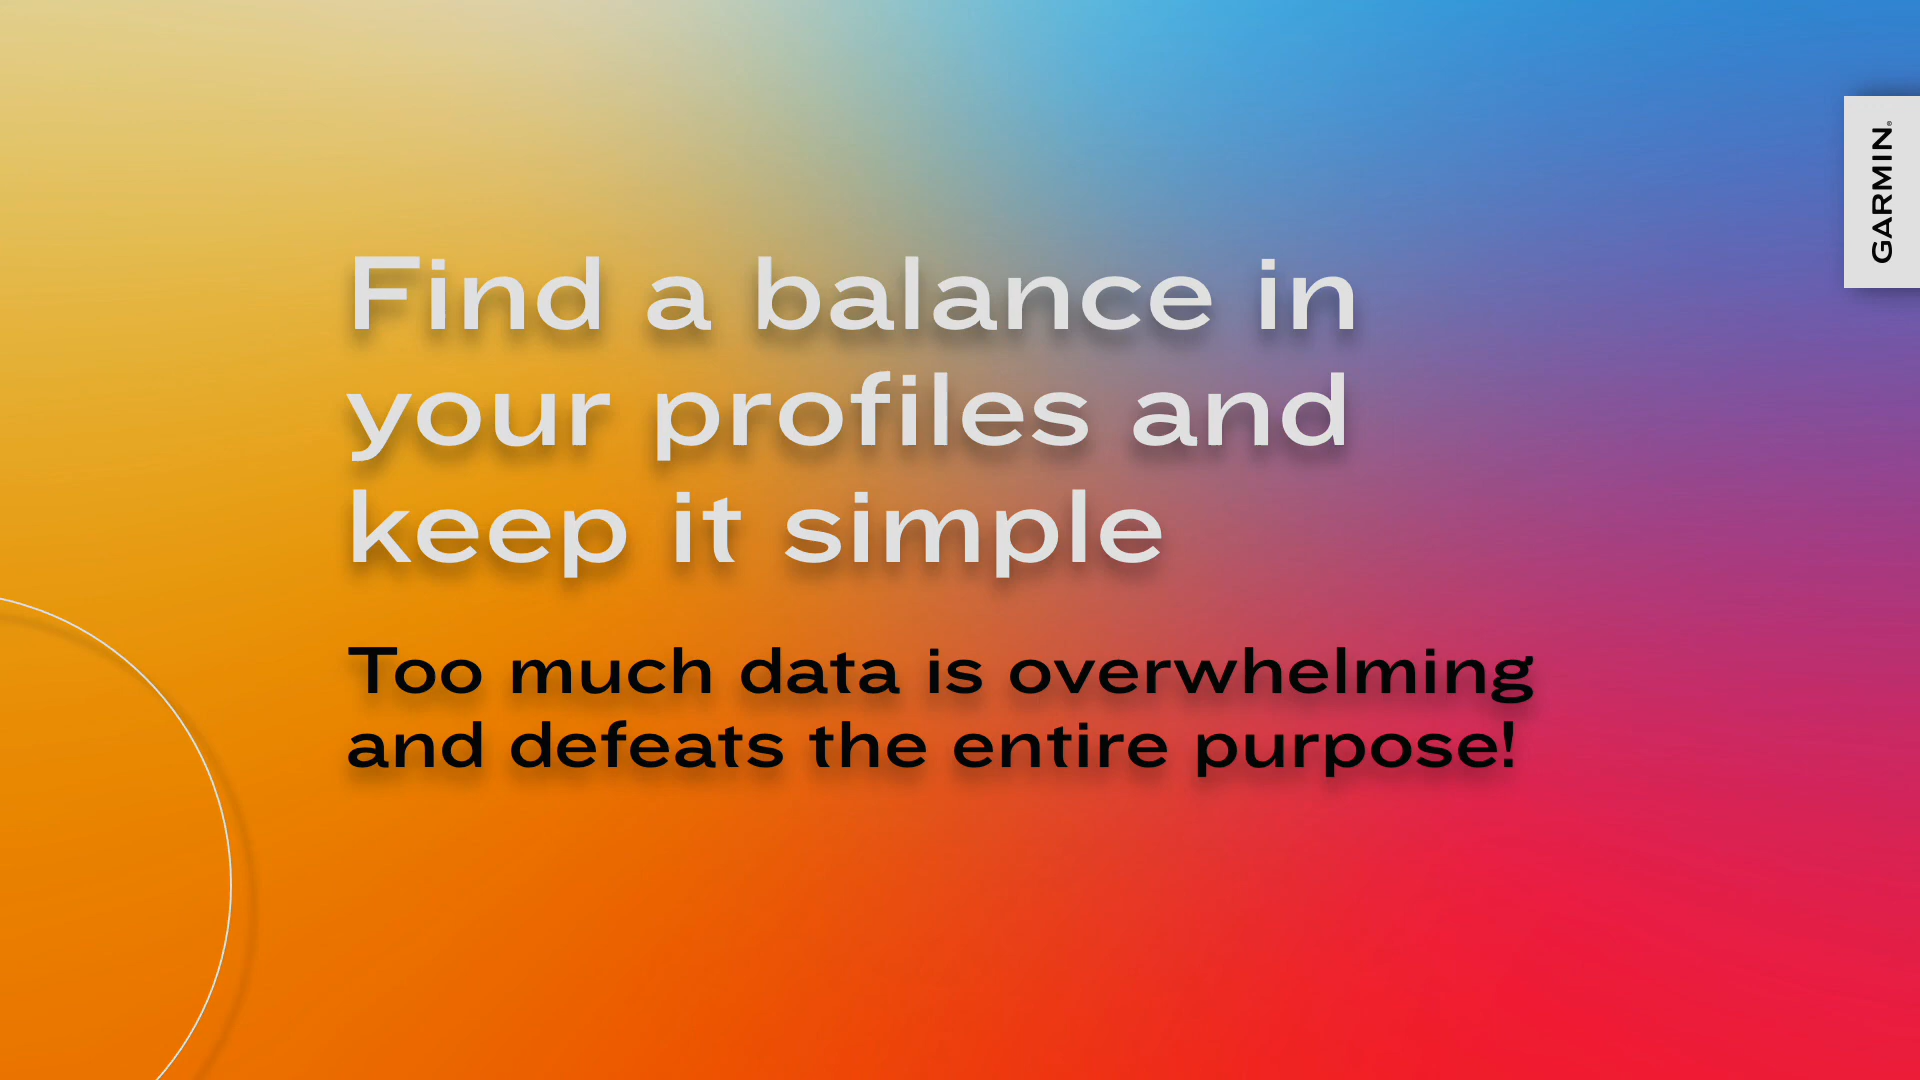 Find a balance in
your profiles and
keep it simple
Too much data is overwhelming
and defeats the entire purpose!
GARMIN®